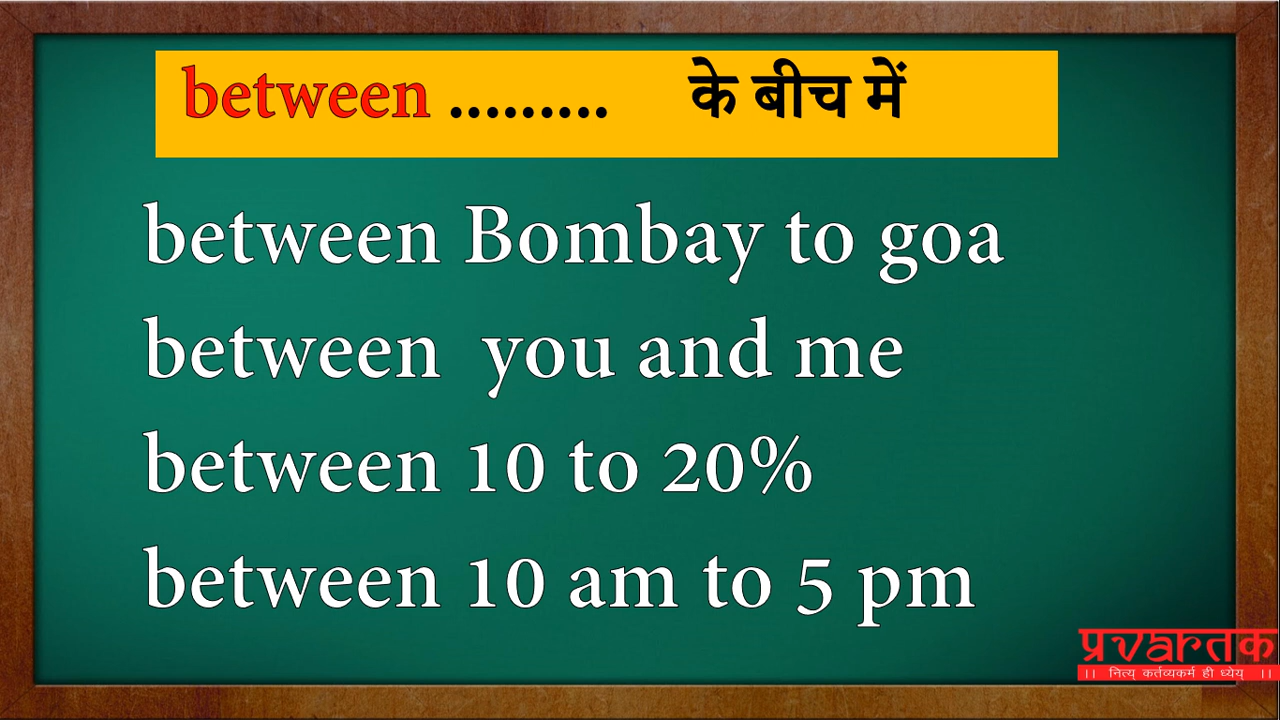 between ......... के बीच में
between Bombay to goa
between you and me
between 10 to 20%
between 10 am to 5 pm
प्रvaरtaक
।। नित्य कर्तव्यकर्म ही ध्येय ।।